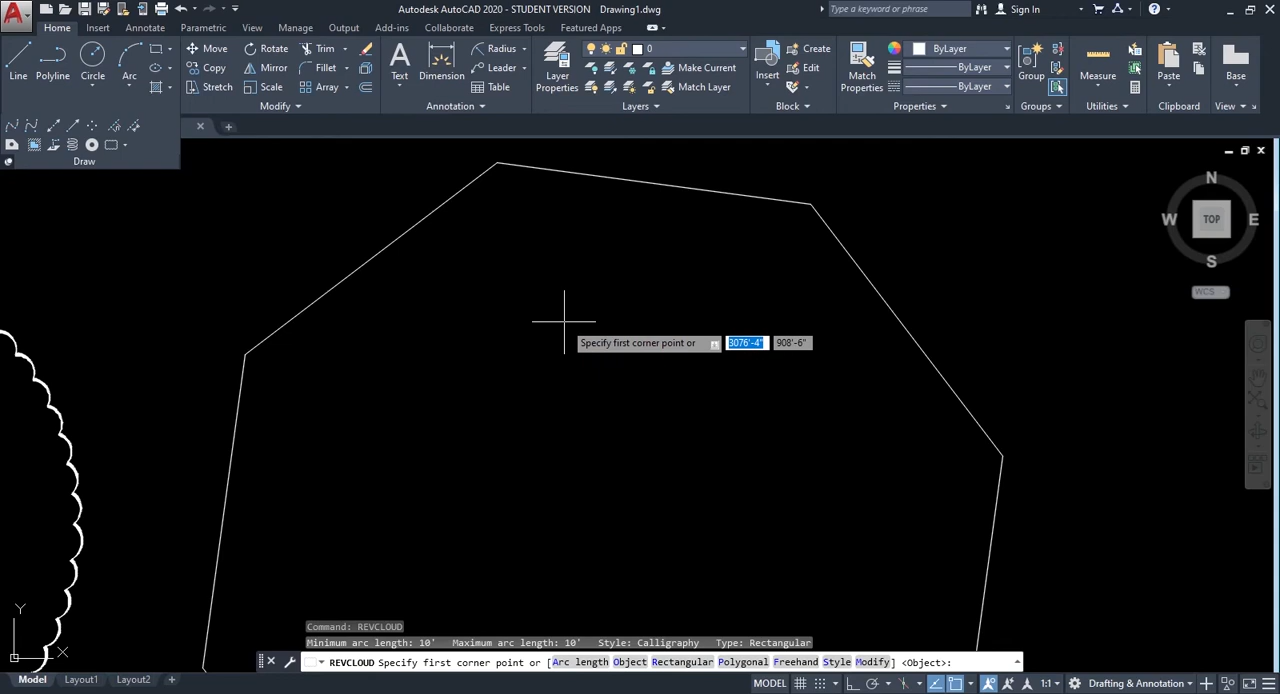 Autodesk AutoCAD 2020 - STUDENT VERSION Drawing1.dwg
Type a keyword or phrase
Sign In
Home Insert Annotate Parametric View Manage Output Add-ins Collaborate Express Tools Featured Apps
Line
Polyline
Circle
Arc
Move Rotate Trim
Copy Mirror Fillet
Stretch Scale Array
Modify
Text
Dimension
Radius
Leader
Table
Annotation
Layer
Properties
0
Make Current
Match Layer
Layers
Insert
Create
Edit
Block
Match
Properties
ByLayer
ByLayer
ByLayer
Properties
Group
Groups
Measure
Utilities
Paste
Clipboard
Base
View
Draw
N
W TOP E
S
WCS
Specify first corner point or 3076'-4" 908'-6"
Y
X
Command: REVCLOUD
Minimum arc length: 10' Maximum arc length: 10' Style: Calligraphy Type: Rectangular
REVCLOUD Specify first corner point or [Arc length Object Rectangular Polygonal Freehand Style Modify] <Object>:
Model Layout1 Layout2
MODEL
1:1
Drafting & Annotation